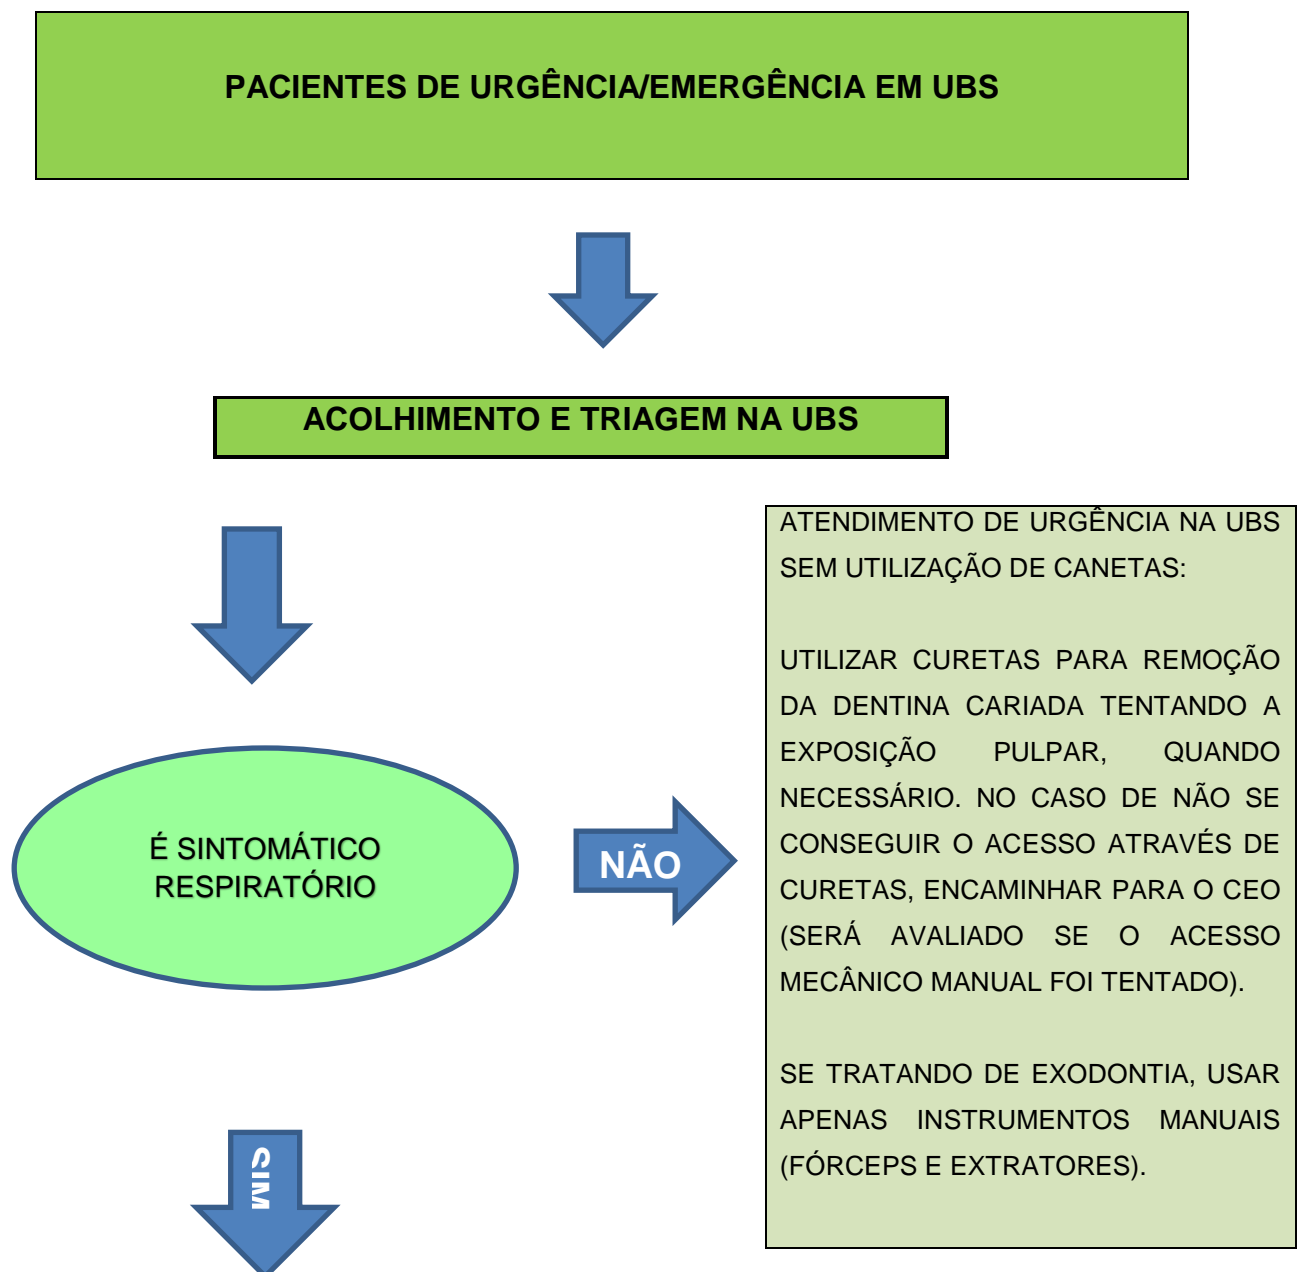 PACIENTES DE URGÊNCIA/EMERGÊNCIA EM UBS
ACOLHIMENTO E TRIAGEM NA UBS
É SINTOMÁTICO
RESPIRATÓRIO
NÃO
ATENDIMENTO DE URGÊNCIA NA UBS
SEM UTILIZAÇÃO DE CANETAS:
UTILIZAR CURETAS PARA REMOÇÃO
DA DENTINA CARIADA TENTANDO A
EXPOSIÇÃO PULPAR, QUANDO
NECESSÁRIO. NO CASO DE NÃO SE
CONSEGUIR O ACESSO ATRAVÉS DE
CURETAS, ENCAMINHAR PARA O CEO
(SERÁ AVALIADO SE O ACESSO
MECÂNICO MANUAL FOI TENTADO).
SE TRATANDO DE EXODONTIA, USAR
APENAS INSTRUMENTOS MANUAIS
(FÓRCEPS E EXTRATORES).
SIM